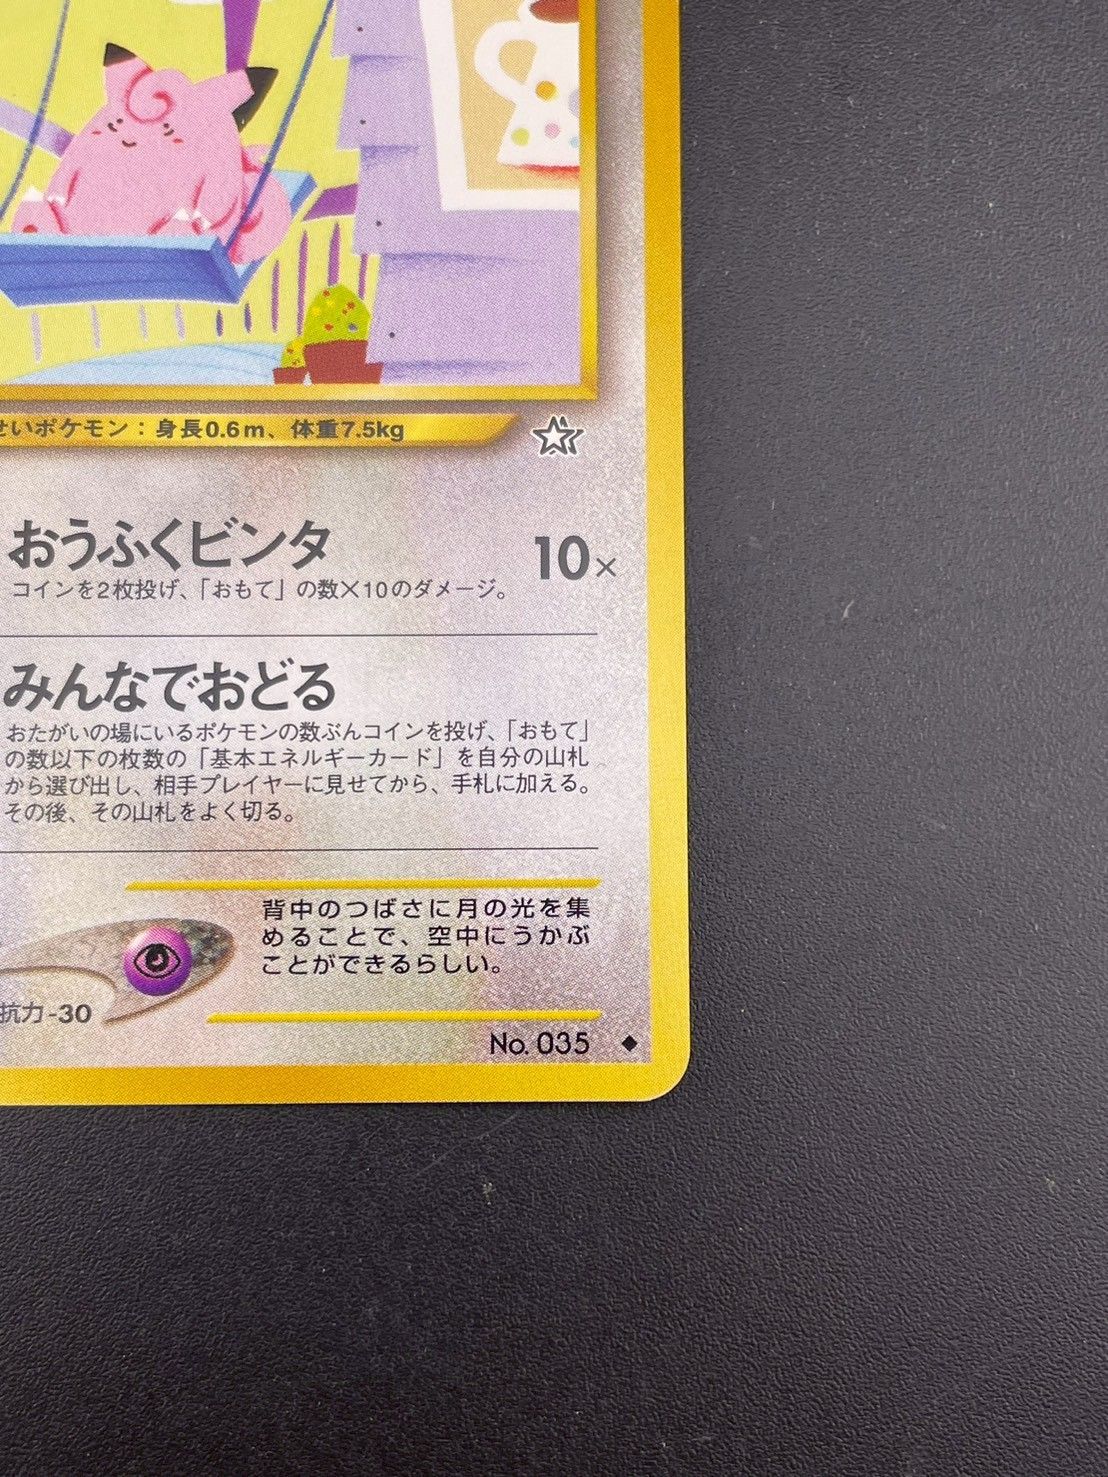 せいポケモン：身長0.6m、体重7.5kg
おうふくビンタ 10×
コインを2枚投げ、「おもて」の数×10のダメージ。
みんなでおどる
おたがいの場にいるポケモンの数ぶんコインを投げ、「おもて」
の数以下の枚数の「基本エネルギーカード」を自分の山札
から選び出し、相手プレイヤーに見せてから、手札に加える。
その後、その山札をよく切る。
背中のつばさに月の光を集
めることで、空中にうかぶ
ことができるらしい。
抗力-30
No. 035 ◆